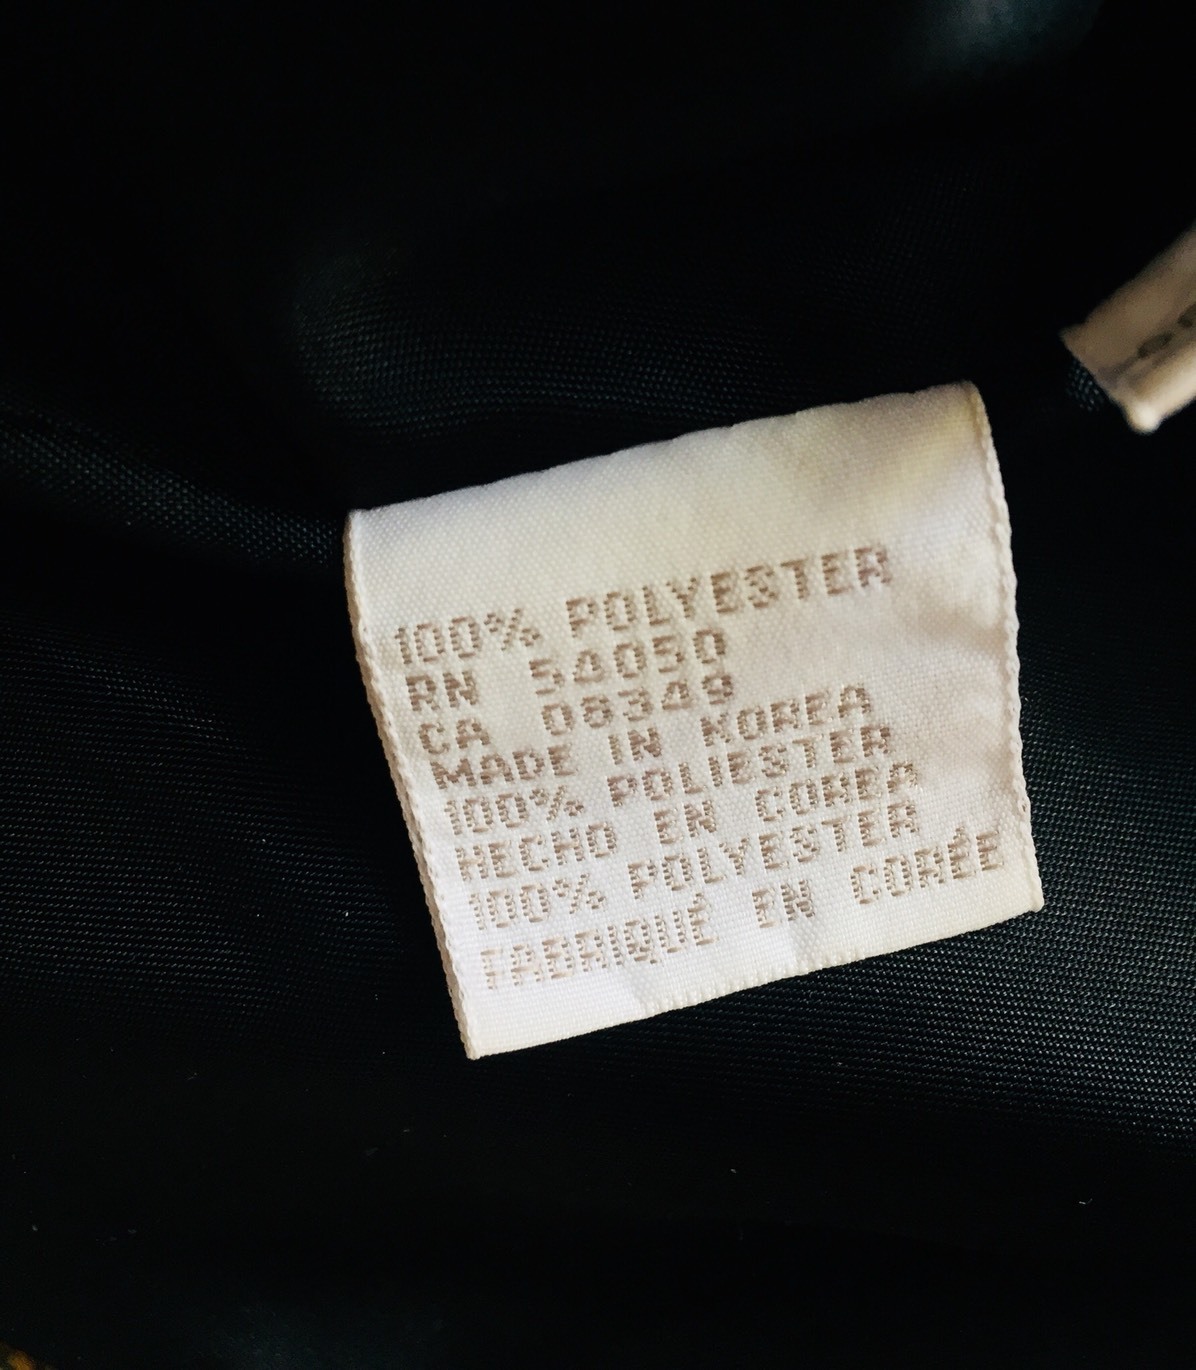 100% POLYESTER
RN 54050
CA 08349
MADE IN KOREA
100% POLIESTER
HECHO EN COREA
100% POLYESTER
FABRIQUÉ EN CORÉE